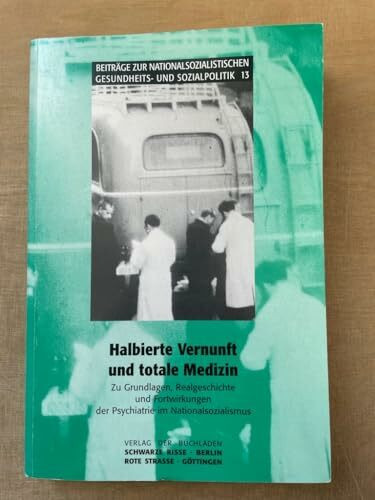 BEITRÄGE ZUR NATIONALSOZIALISTISCHEN
GESUNDHEITS- UND SOZIALPOLITIK 13
Halbierte Vernunft
und totale Medizin
Zu Grundlagen, Realgeschichte
und Fortwirkungen
der Psychiatrie im Nationalsozialismus
VERLAG DER BUCHLÄDEN
SCHWARZE RISSE · BERLIN
ROTE STRASSE · GÖTTINGEN